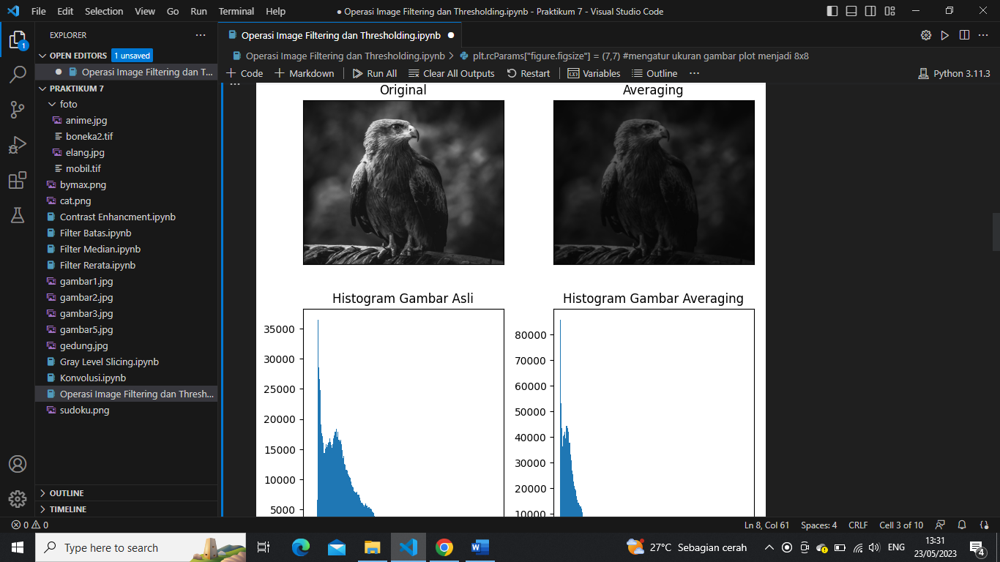 File Edit Selection View Go Run Terminal Help
● Operasi Image Filtering dan Thresholding.ipynb - Praktikum 7 - Visual Studio Code
EXPLORER
OPEN EDITORS 1 unsaved
Operasi Image Filtering dan T...
PRAKTIKUM 7
foto
anime.jpg
boneka2.tif
elang.jpg
mobil.tif
bymax.png
cat.png
Contrast Enhancment.ipynb
Filter Batas.ipynb
Filter Median.ipynb
Filter Rerata.ipynb
gambar1.jpg
gambar2.jpg
gambar3.jpg
gambar5.jpg
gedung.jpg
Gray Level Slicing.ipynb
Konvolusi.ipynb
Operasi Image Filtering dan Thresh...
sudoku.png
OUTLINE
TIMELINE
1
Operasi Image Filtering dan Thresholding.ipynb
Operasi Image Filtering dan Thresholding.ipynb > plt.rcParams["figure.figsize"] = (7,7) #mengatur ukuran gambar plot menjadi 8x8
Code Markdown Run All Clear All Outputs Restart Variables Outline ... Python 3.11.3
Original Averaging
Histogram Gambar Asli Histogram Gambar Averaging
35000
30000
25000
20000
15000
10000
5000
80000
70000
60000
50000
40000
30000
20000
10000
0 0 Ln 8, Col 61 Spaces: 4 CRLF Cell 3 of 10
Type here to search
27°C Sebagian cerah
ENG
13:31
23/05/2023
4